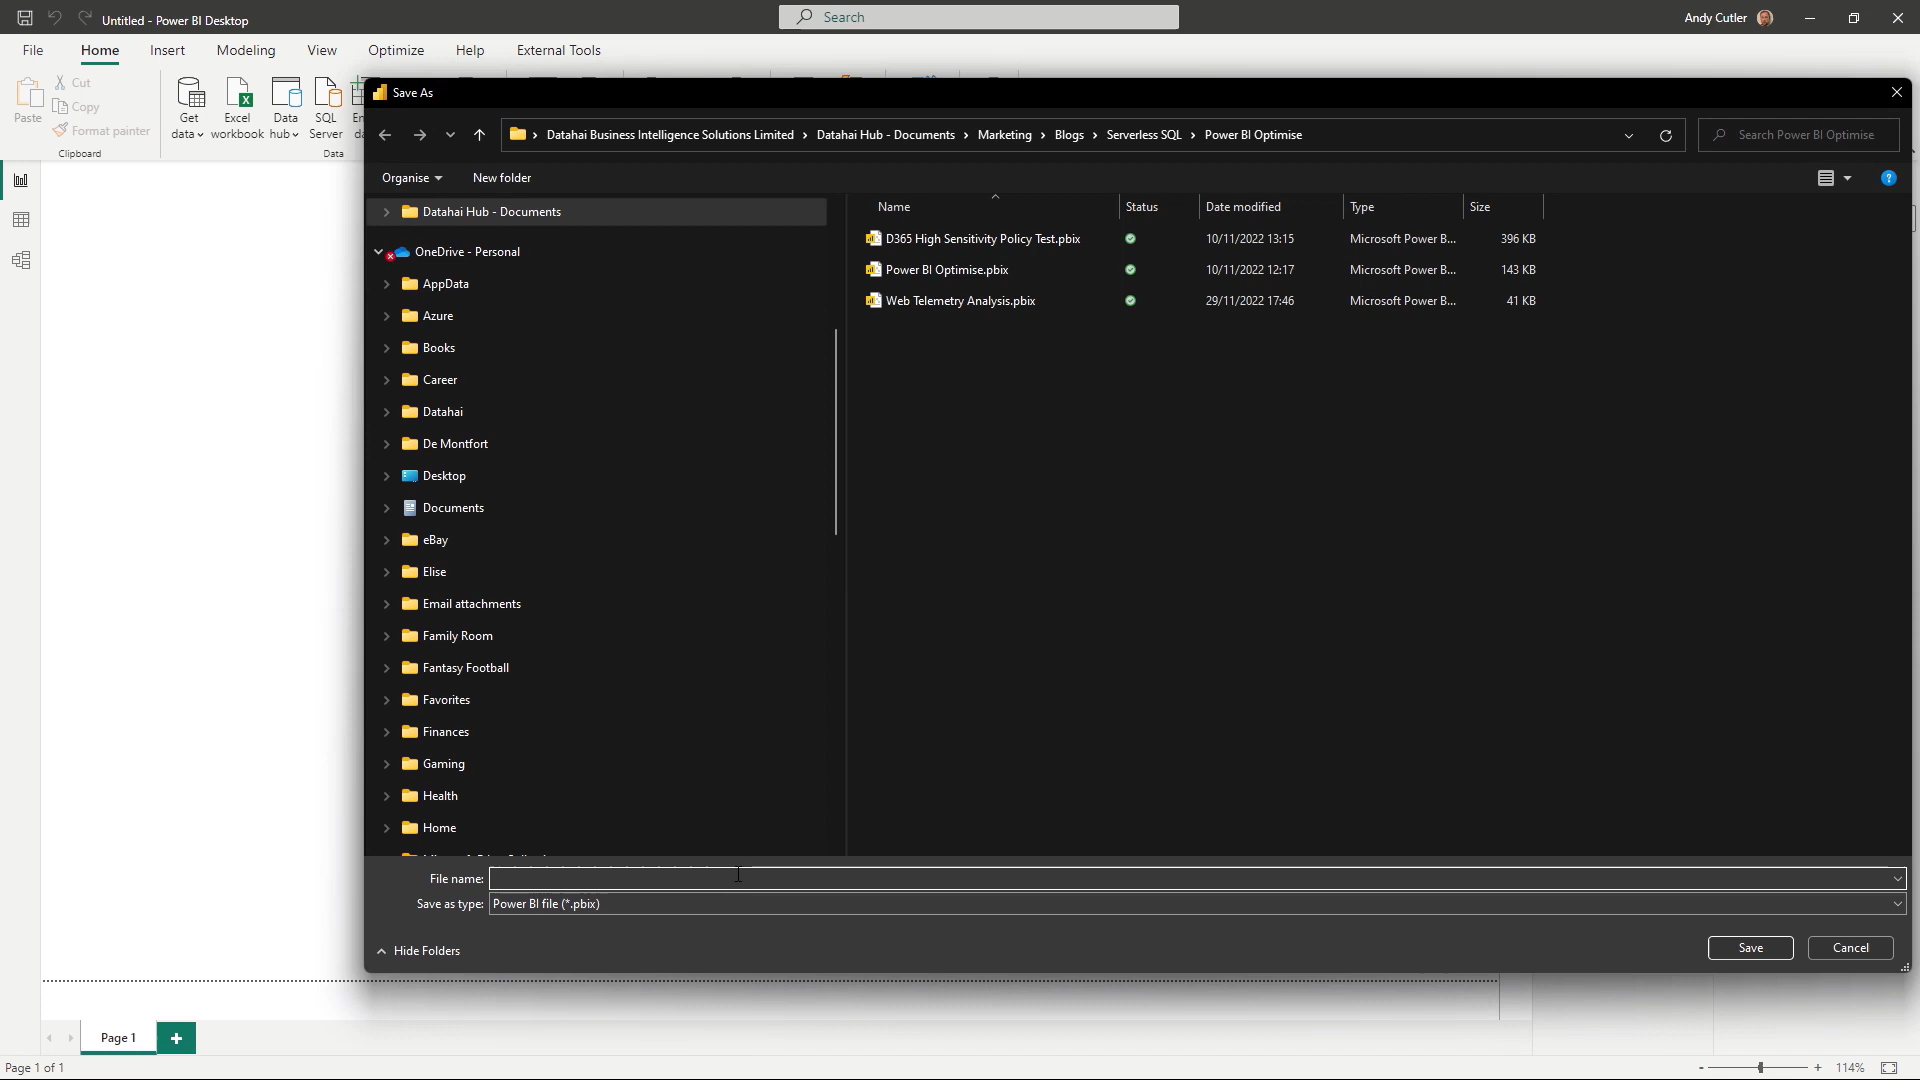 Untitled - Power BI Desktop
Search
Andy Cutler
File Home Insert Modeling View Optimize Help External Tools
Paste
Cut
Copy
Format painter
Clipboard
Get data
Excel workbook
Data hub
SQL Server
Data
Save As
Datahai Business Intelligence Solutions Limited Datahai Hub - Documents Marketing Blogs Serverless SQL Power BI Optimise
Search Power BI Optimise
Organise New folder
Datahai Hub - Documents
OneDrive - Personal
AppData
Azure
Books
Career
Datahai
De Montfort
Desktop
Documents
eBay
Elise
Email attachments
Family Room
Fantasy Football
Favorites
Finances
Gaming
Health
Home
Name Status Date modified Type Size
D365 High Sensitivity Policy Test.pbix 10/11/2022 13:15 Microsoft Power B... 396 KB
Power BI Optimise.pbix 10/11/2022 12:17 Microsoft Power B... 143 KB
Web Telemetry Analysis.pbix 29/11/2022 17:46 Microsoft Power B... 41 KB
File name:
Save as type: Power BI file (*.pbix)
Hide Folders
Save Cancel
Page 1
Page 1 of 1
- + 114%